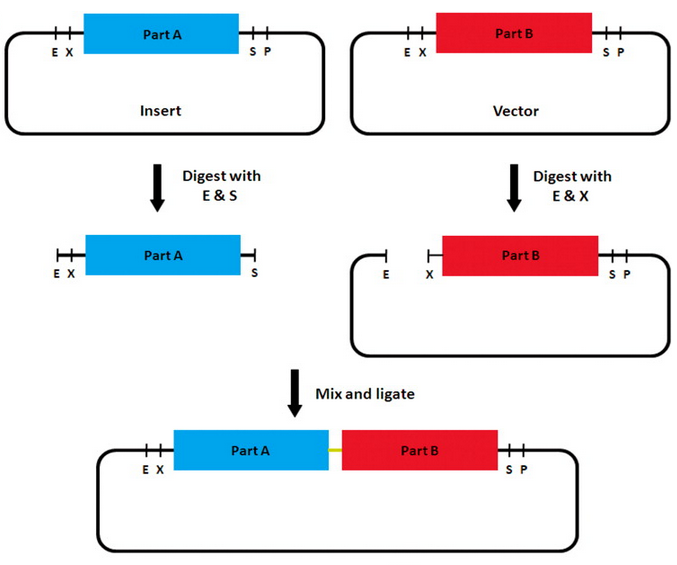 Part A
Part B
E X S P
E X S P
Insert
Vector
Digest with
E & S
Digest with
E & X
Part A
Part B
E X S
E X S P
Mix and ligate
Part A
Part B
E X S P